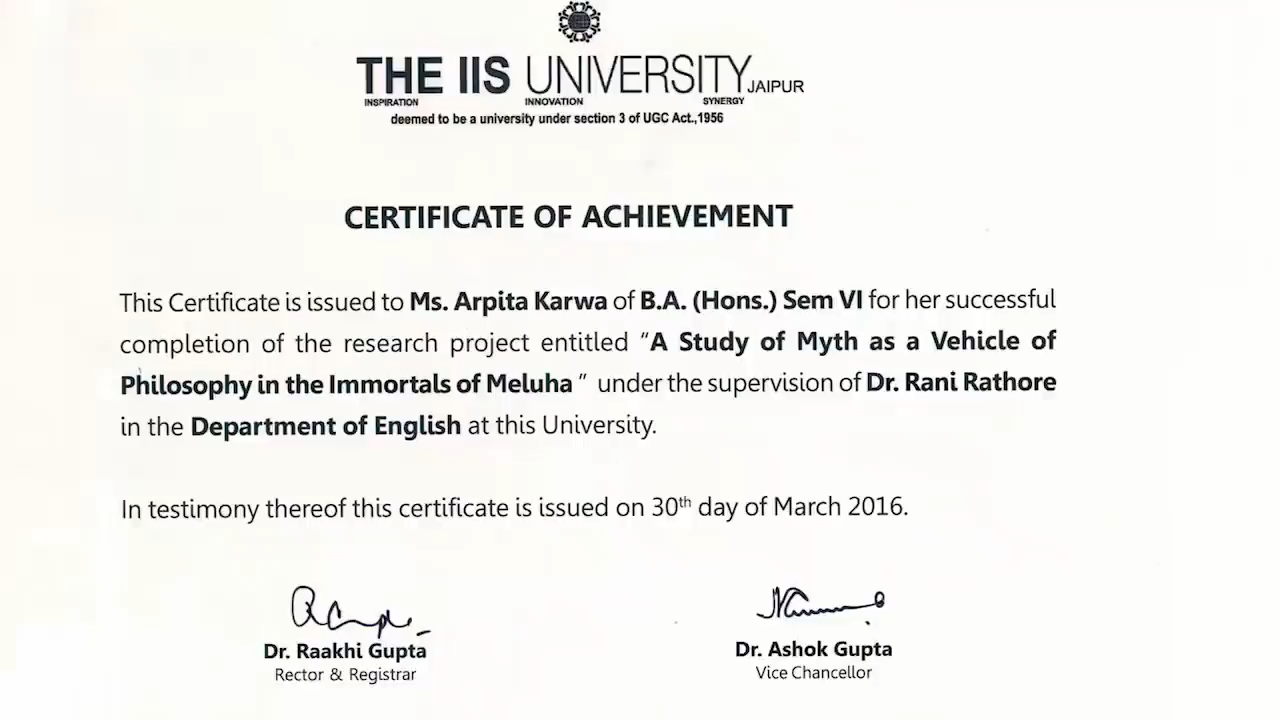 THE IIS UNIVERSITY JAIPUR
INSPIRATION INNOVATION SYNERGY
deemed to be a university under section 3 of UGC Act.,1956
CERTIFICATE OF ACHIEVEMENT
This Certificate is issued to Ms. Arpita Karwa of B.A. (Hons.) Sem VI for her successful
completion of the research project entitled “A Study of Myth as a Vehicle of
Philosophy in the Immortals of Meluha ” under the supervision of Dr. Rani Rathore
in the Department of English at this University.
In testimony thereof this certificate is issued on 30th day of March 2016.
Dr. Raakhi Gupta
Rector & Registrar
Dr. Ashok Gupta
Vice Chancellor